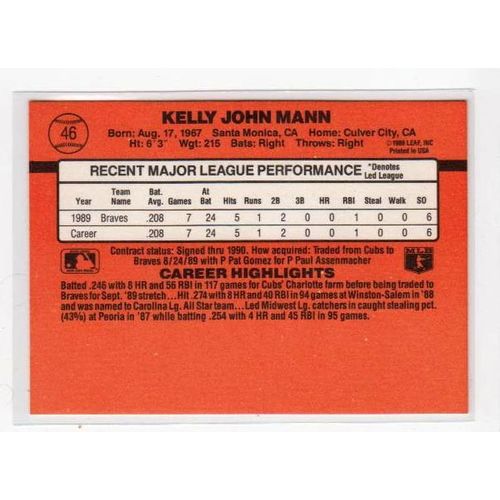 46
KELLY JOHN MANN
Born: Aug. 17, 1967 Santa Monica, CA Home: Culver City, CA
Ht: 6'3" Wgt: 215 Bats: Right Throws: Right
©1989 LEAF, INC
Printed in USA
RECENT MAJOR LEAGUE PERFORMANCE *Denotes Led League
Year Team Name Bat. Avg. Games At Bat Hits Runs 2B 3B HR RBI Steal Walk SO
1989 Braves .208 7 24 5 1 2 0 0 1 0 0 6
Career .208 7 24 5 1 2 0 0 1 0 0 6
Contract status: Signed thru 1990. How acquired: Traded from Cubs to
Braves 8/24/89 with P Pat Gomez for P Paul Assenmacher
CAREER HIGHLIGHTS
Batted .246 with 8 HR and 56 RBI in 117 games for Cubs' Charlotte farm before being traded to
Braves for Sept. '89 stretch...Hit .274 with 8 HR and 40 RBI in 94 games at Winston-Salem in '88
and was named to Carolina Lg. All Star team...Led Midwest Lg. catchers in caught stealing pct.
(43%) at Peoria in '87 while batting .254 with 4 HR and 45 RBI in 95 games.
MLB